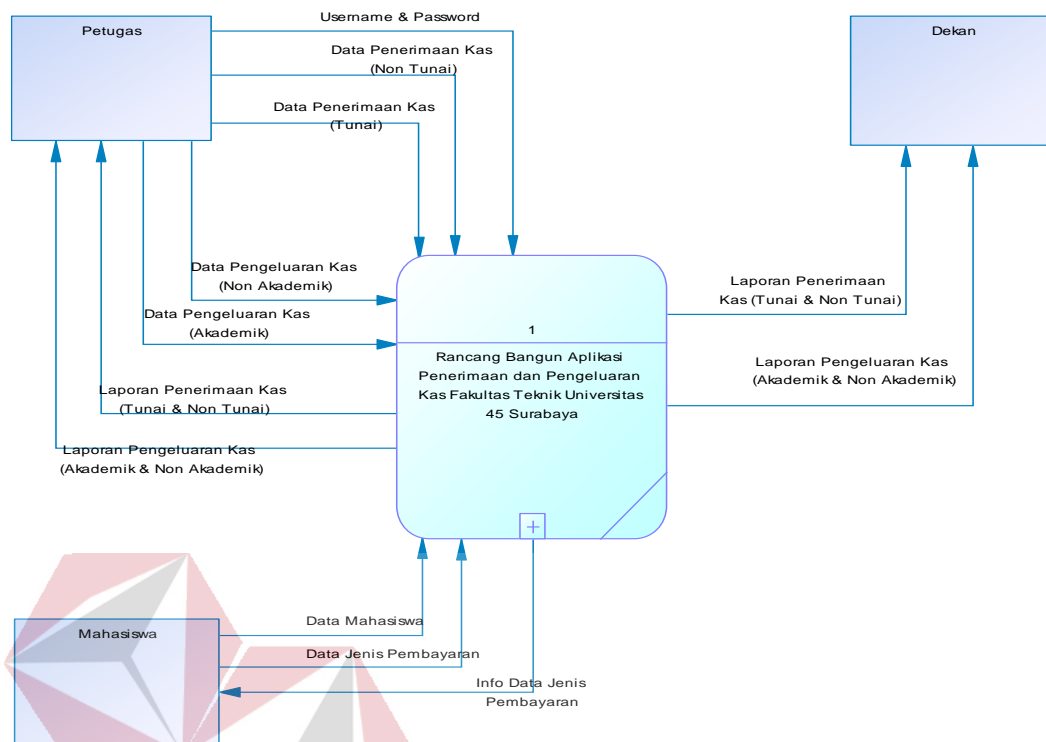 Username & Password
Petugas
Dekan
Data Penerimaan Kas
(Non Tunai)
Data Penerimaan Kas
(Tunai)
Data Pengeluaran Kas
(Non Akademik)
Data Pengeluaran Kas
(Akademik)
Laporan Penerimaan
Kas (Tunai & Non Tunai)
1
Rancang Bangun Aplikasi
Penerimaan dan Pengeluaran
Kas Fakultas Teknik Universitas
45 Surabaya
Laporan Pengeluaran Kas
(Akademik & Non Akademik)
Laporan Penerimaan Kas
(Tunai & Non Tunai)
Laporan Pengeluaran Kas
(Akademik & Non Akademik)
Data Mahasiswa
Mahasiswa
Data Jenis Pembayaran
Info Data Jenis
Pembayaran